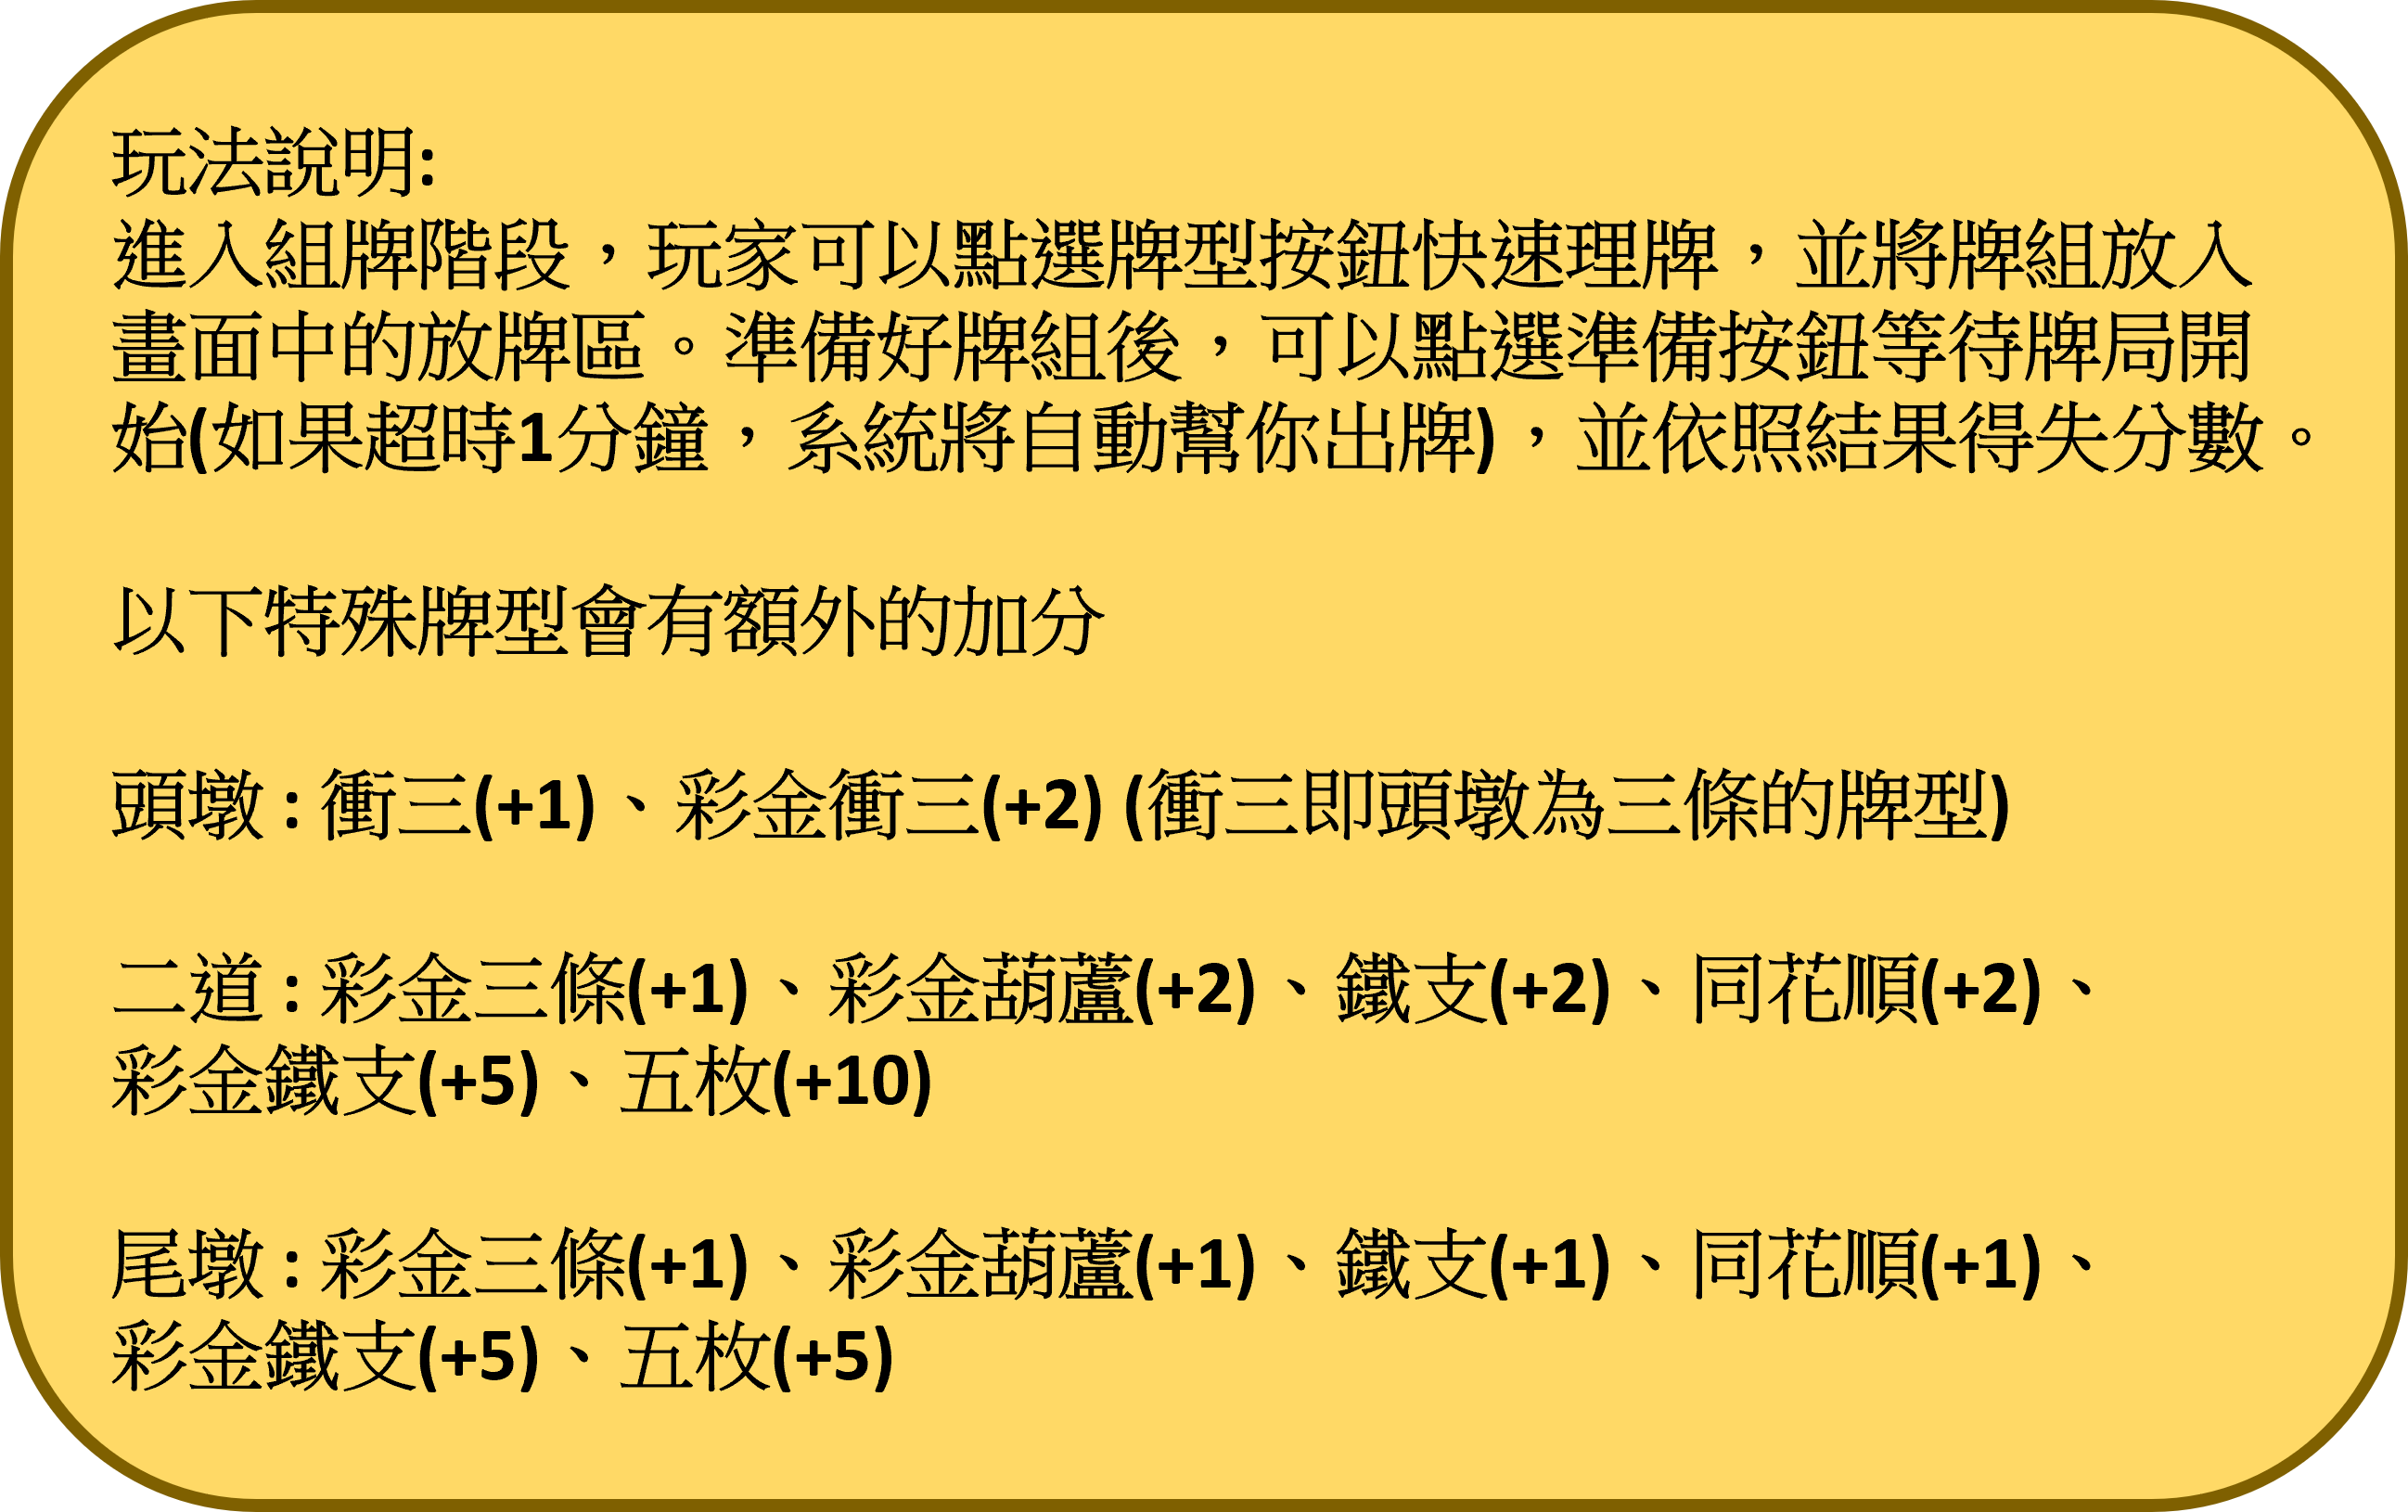 玩法說明:
進入組牌階段，玩家可以點選牌型按鈕快速理牌，並將牌組放入
畫面中的放牌區。準備好牌組後，可以點選準備按鈕等待牌局開
始(如果超時1分鐘，系統將自動幫你出牌)，並依照結果得失分數。
以下特殊牌型會有額外的加分
頭墩 : 衝三(+1)、彩金衝三(+2) (衝三即頭墩為三條的牌型)
二道 : 彩金三條(+1)、彩金葫蘆(+2)、鐵支(+2)、同花順(+2)、
彩金鐵支(+5)、五枚(+10)
尾墩 : 彩金三條(+1)、彩金葫蘆(+1)、鐵支(+1)、同花順(+1)、
彩金鐵支(+5)、五枚(+5)